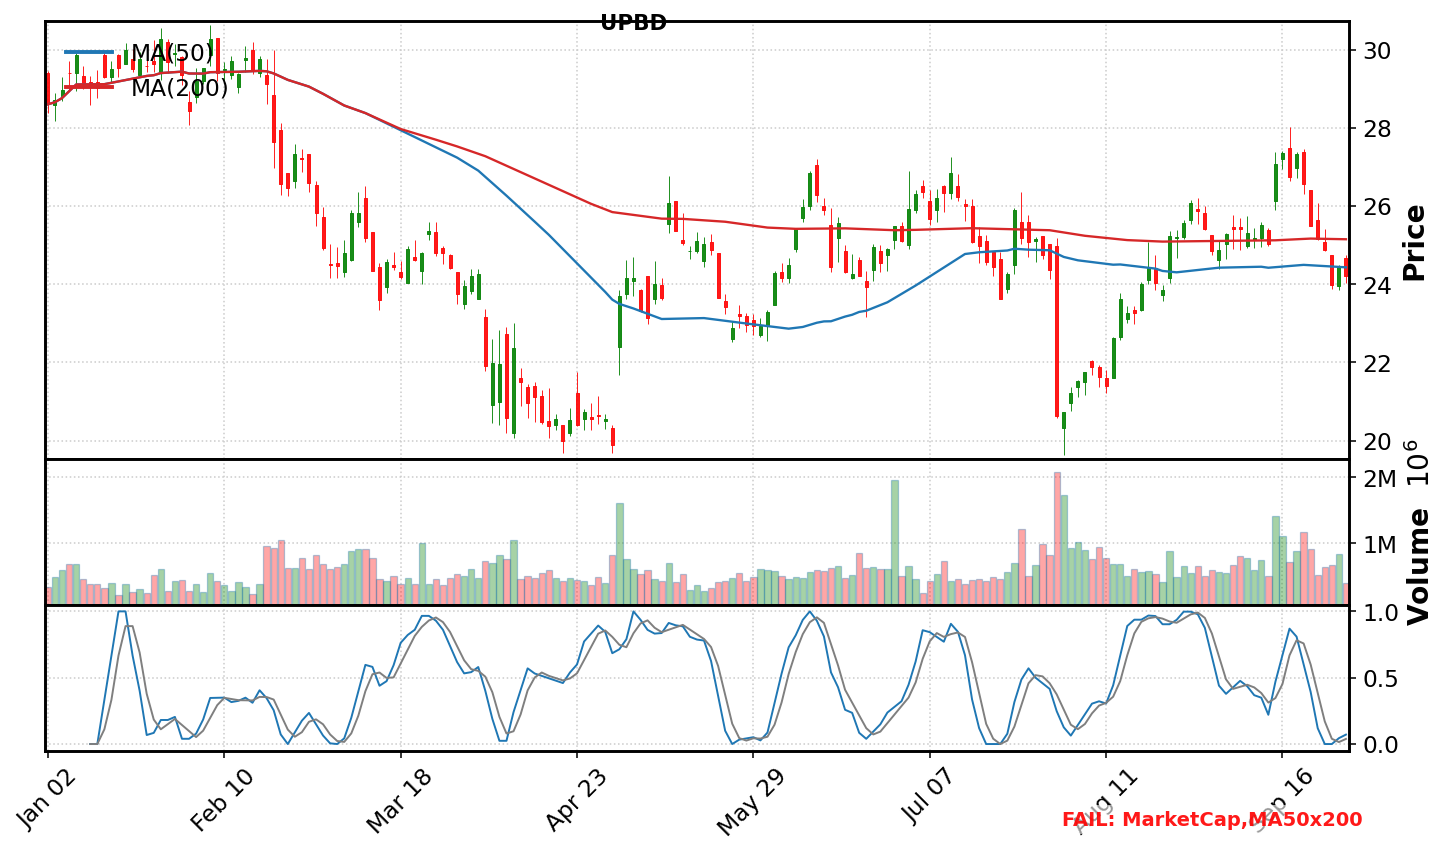 UPBD
MA(50)
MA(200)
30
28
26
24
22
20
Price
2M
1M
Volume 10^6
1.0
0.5
0.0
Jan 02
Feb 10
Mar 18
Apr 23
May 29
Jul 07
Aug 11
Sep 16
FAIL: MarketCap,MA50x200